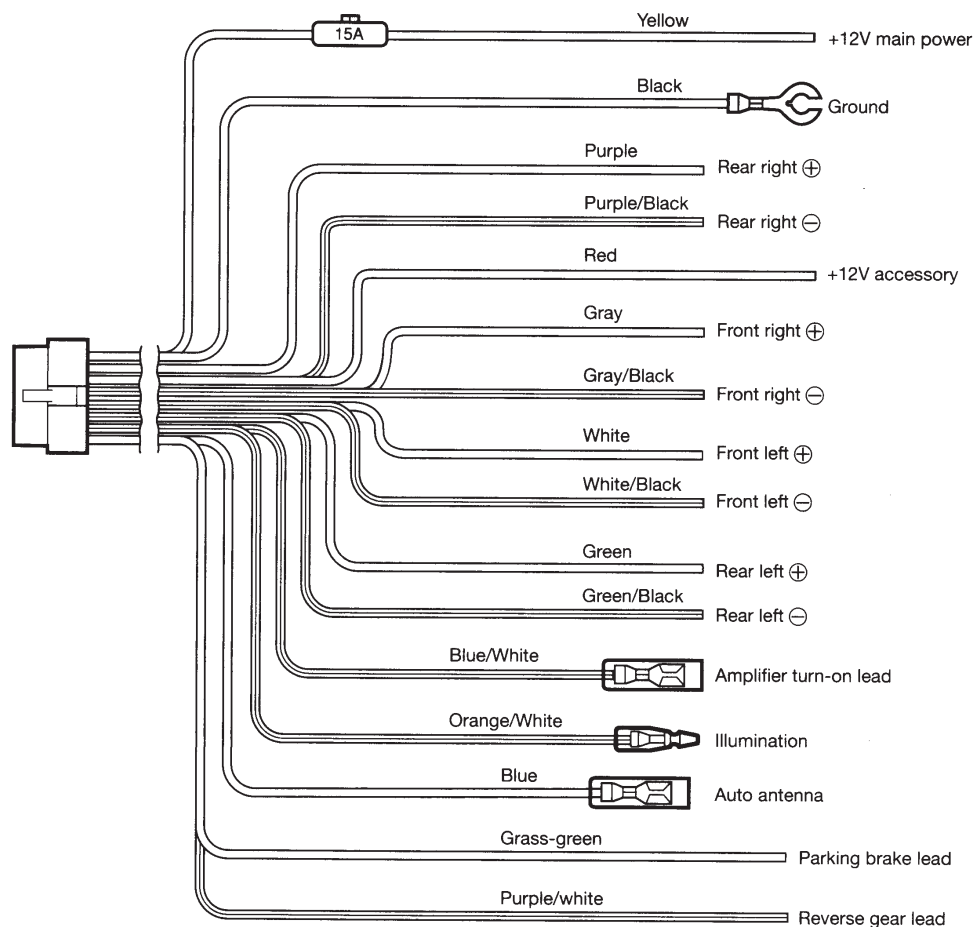 Yellow
15A
+12V main power
Black
Ground
Purple
Rear right ⊕
Purple/Black
Rear right ⊖
Red
+12V accessory
Gray
Front right ⊕
Gray/Black
Front right ⊖
White
Front left ⊕
White/Black
Front left ⊖
Green
Rear left ⊕
Green/Black
Rear left ⊖
Blue/White
Amplifier turn-on lead
Orange/White
Illumination
Blue
Auto antenna
Grass-green
Parking brake lead
Purple/white
Reverse gear lead